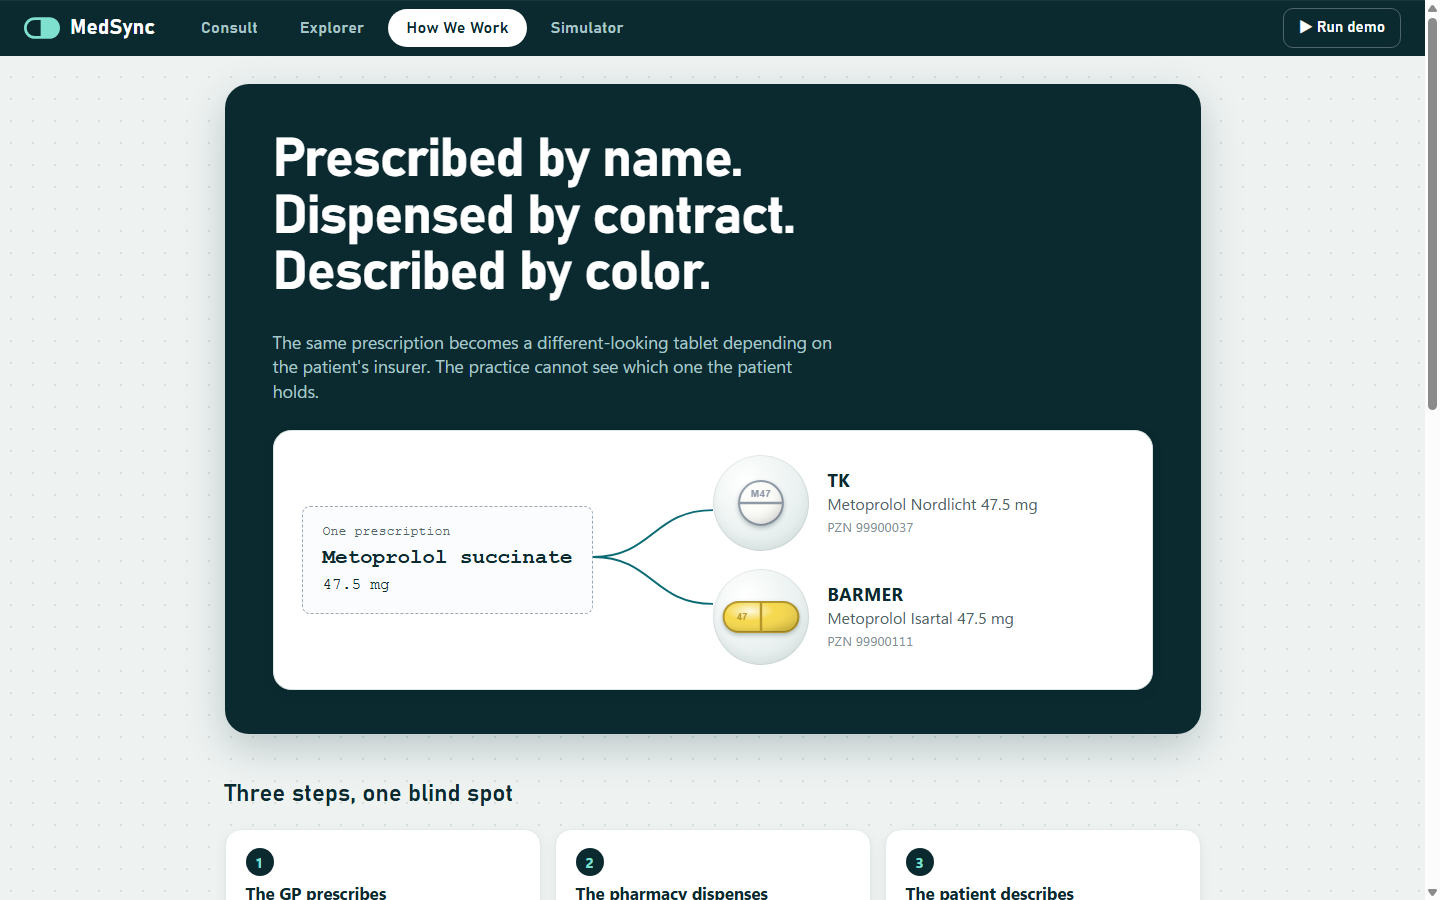 MedSync
Consult
Explorer
How We Work
Simulator
▶ Run demo
Prescribed by name.
Dispensed by contract.
Described by color.
The same prescription becomes a different-looking tablet depending on
the patient's insurer. The practice cannot see which one the patient
holds.
One prescription
Metoprolol succinate
47.5 mg
M47
TK
Metoprolol Nordlicht 47.5 mg
PZN 99900037
47
BARMER
Metoprolol Isartal 47.5 mg
PZN 99900111
Three steps, one blind spot
1
The GP prescribes
2
The pharmacy dispenses
3
The patient describes